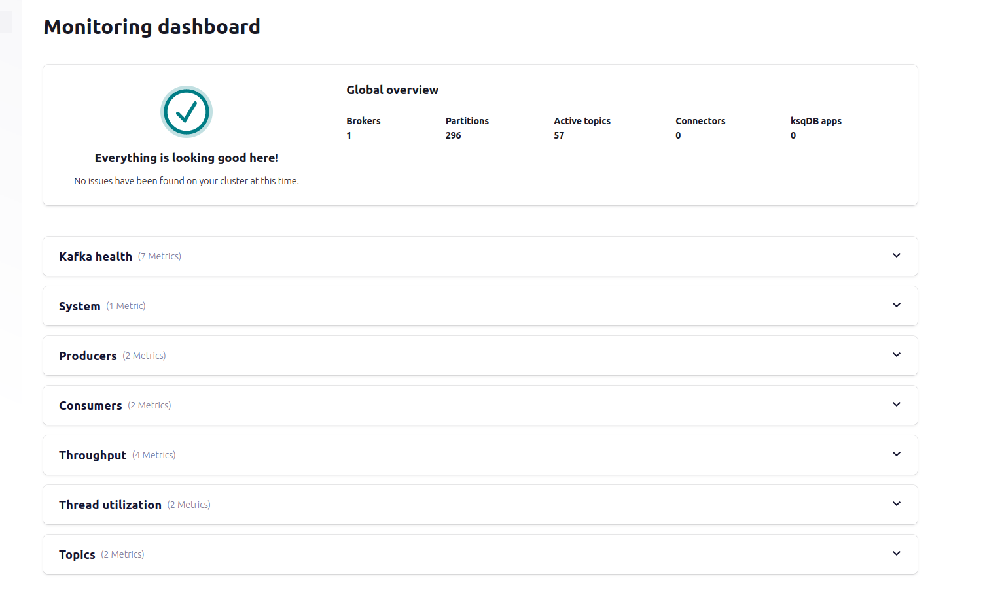 Monitoring dashboard
Everything is looking good here!
No issues have been found on your cluster at this time.
Global overview
Brokers Partitions Active topics Connectors ksqDB apps
1 296 57 0 0
Kafka health (7 Metrics)
System (1 Metric)
Producers (2 Metrics)
Consumers (2 Metrics)
Throughput (4 Metrics)
Thread utilization (2 Metrics)
Topics (2 Metrics)